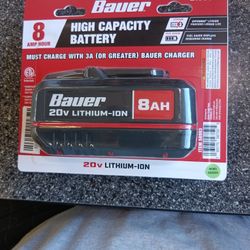 Bauer
8
AMP HOUR
HIGH CAPACITY
BATTERY
MUST CHARGE WITH 3A (OR GREATER) BAUER CHARGER
Bauer
20V LITHIUM-ION
8AH
20V LITHIUM-ION